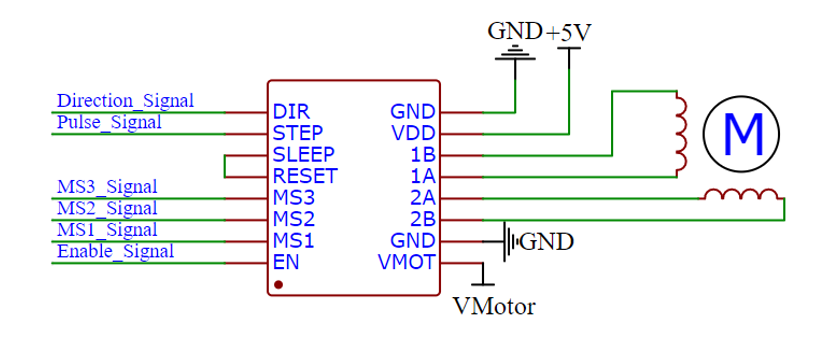 GND +5V
Direction_Signal DIR GND
Pulse_Signal STEP VDD
SLEEP 1B
RESET 1A
M
MS3_Signal MS3 2A
MS2_Signal MS2 2B
MS1_Signal MS1 GND GND
Enable_Signal EN VMOT
VMotor